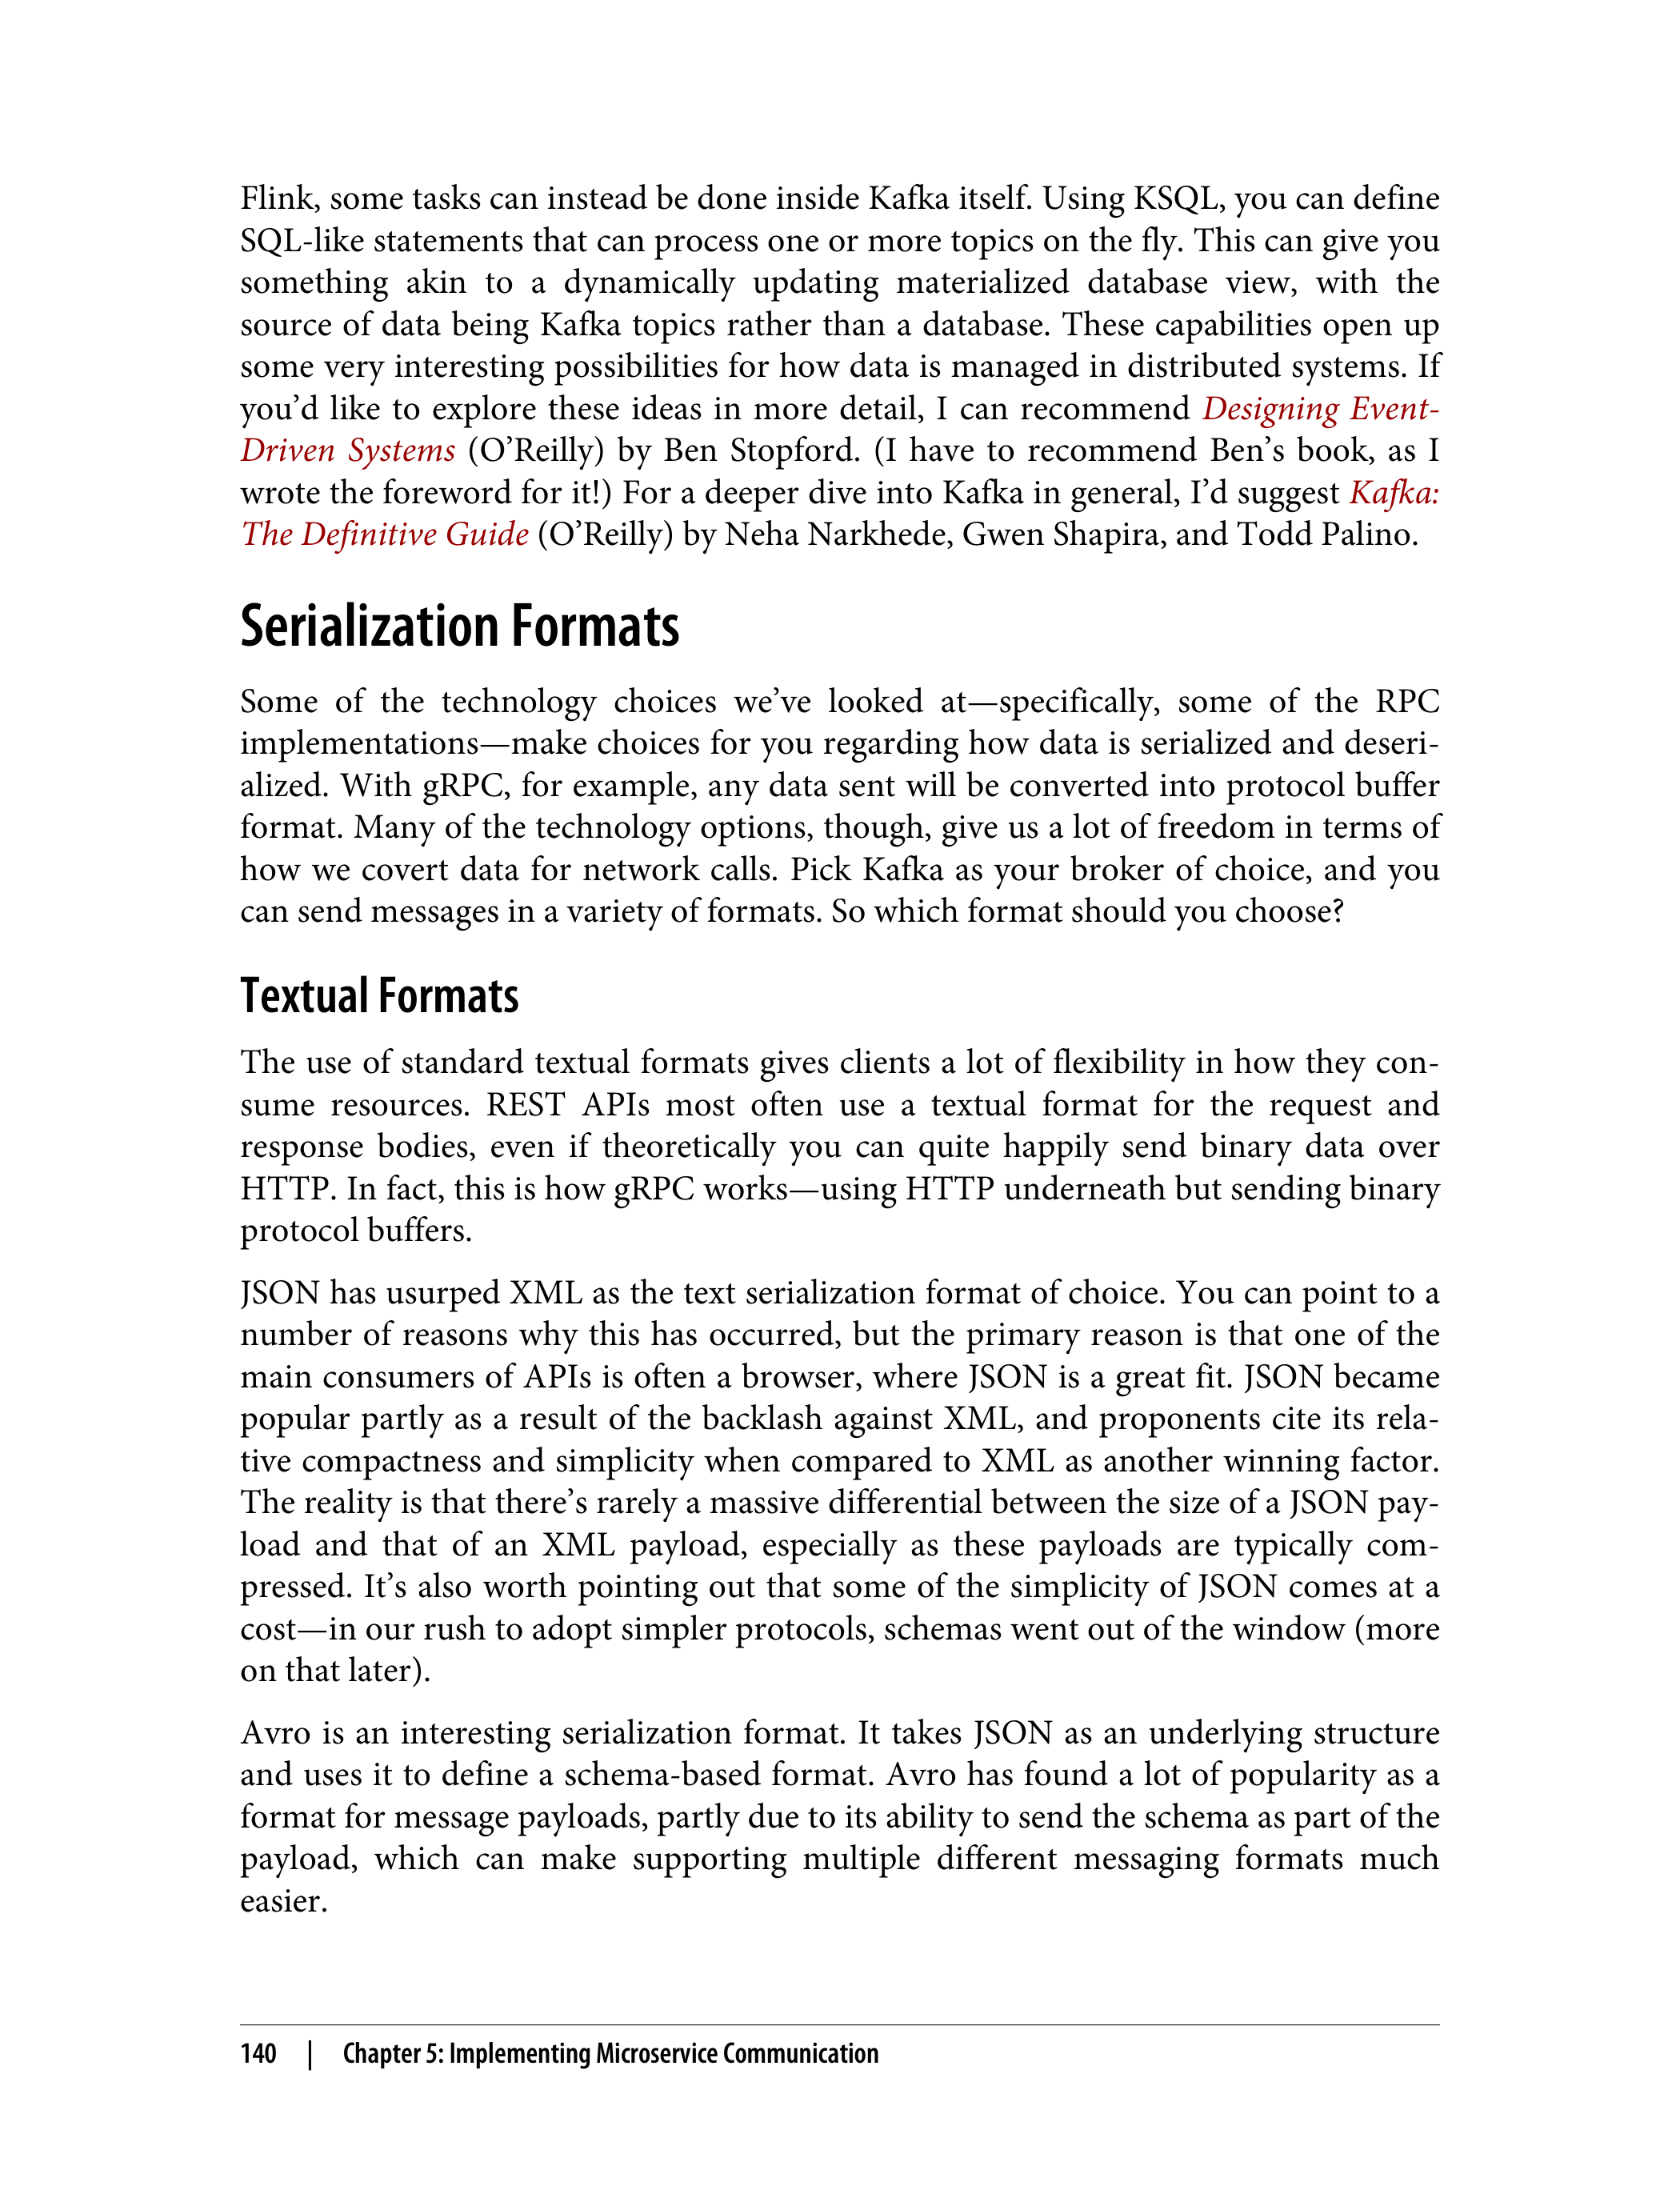 Flink, some tasks can instead be done inside Kafka itself. Using KSQL, you can define
SQL-like statements that can process one or more topics on the fly. This can give you
something akin to a dynamically updating materialized database view, with the
source of data being Kafka topics rather than a database. These capabilities open up
some very interesting possibilities for how data is managed in distributed systems. If
you’d like to explore these ideas in more detail, I can recommend Designing Event-
Driven Systems (O’Reilly) by Ben Stopford. (I have to recommend Ben’s book, as I
wrote the foreword for it!) For a deeper dive into Kafka in general, I’d suggest Kafka:
The Definitive Guide (O’Reilly) by Neha Narkhede, Gwen Shapira, and Todd Palino.
Serialization Formats
Some of the technology choices we’ve looked at—specifically, some of the RPC
implementations—make choices for you regarding how data is serialized and deseri-
alized. With gRPC, for example, any data sent will be converted into protocol buffer
format. Many of the technology options, though, give us a lot of freedom in terms of
how we covert data for network calls. Pick Kafka as your broker of choice, and you
can send messages in a variety of formats. So which format should you choose?
Textual Formats
The use of standard textual formats gives clients a lot of flexibility in how they con-
sume resources. REST APIs most often use a textual format for the request and
response bodies, even if theoretically you can quite happily send binary data over
HTTP. In fact, this is how gRPC works—using HTTP underneath but sending binary
protocol buffers.
JSON has usurped XML as the text serialization format of choice. You can point to a
number of reasons why this has occurred, but the primary reason is that one of the
main consumers of APIs is often a browser, where JSON is a great fit. JSON became
popular partly as a result of the backlash against XML, and proponents cite its rela-
tive compactness and simplicity when compared to XML as another winning factor.
The reality is that there’s rarely a massive differential between the size of a JSON pay-
load and that of an XML payload, especially as these payloads are typically com-
pressed. It’s also worth pointing out that some of the simplicity of JSON comes at a
cost—in our rush to adopt simpler protocols, schemas went out of the window (more
on that later).
Avro is an interesting serialization format. It takes JSON as an underlying structure
and uses it to define a schema-based format. Avro has found a lot of popularity as a
format for message payloads, partly due to its ability to send the schema as part of the
payload, which can make supporting multiple different messaging formats much
easier.
140 | Chapter 5: Implementing Microservice Communication